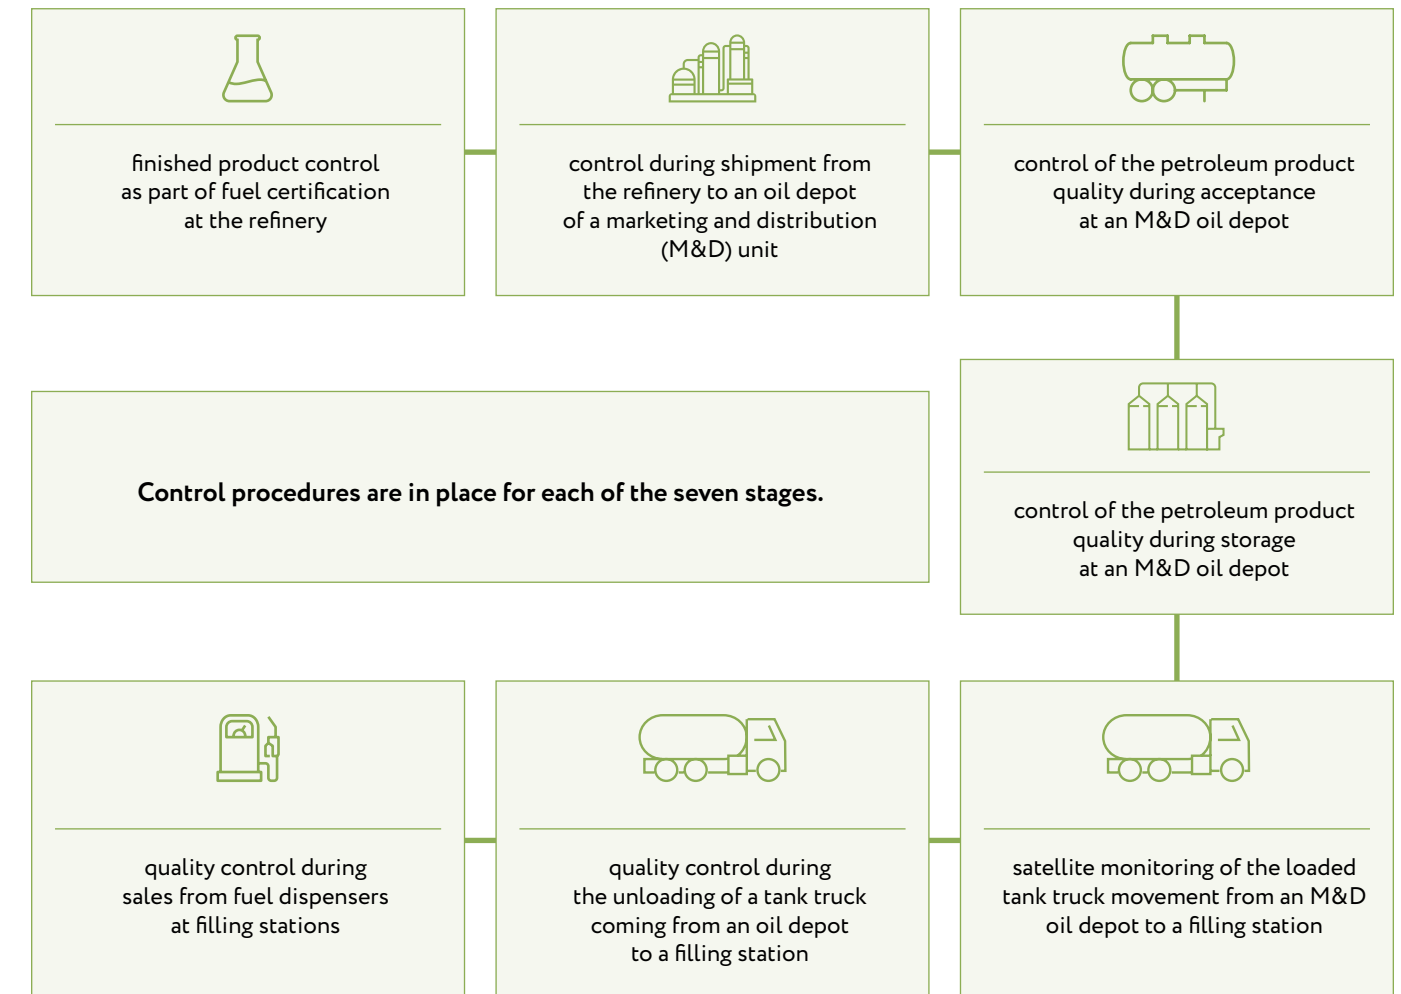 finished product control
as part of fuel certification
at the refinery
control during shipment from
the refinery to an oil depot
of a marketing and distribution
(M&D) unit
control of the petroleum product
quality during acceptance
at an M&D oil depot
Control procedures are in place for each of the seven stages.
control of the petroleum product
quality during storage
at an M&D oil depot
quality control during
sales from fuel dispensers
at filling stations
quality control during
the unloading of a tank truck
coming from an oil depot
to a filling station
satellite monitoring of the loaded
tank truck movement from an M&D
oil depot to a filling station